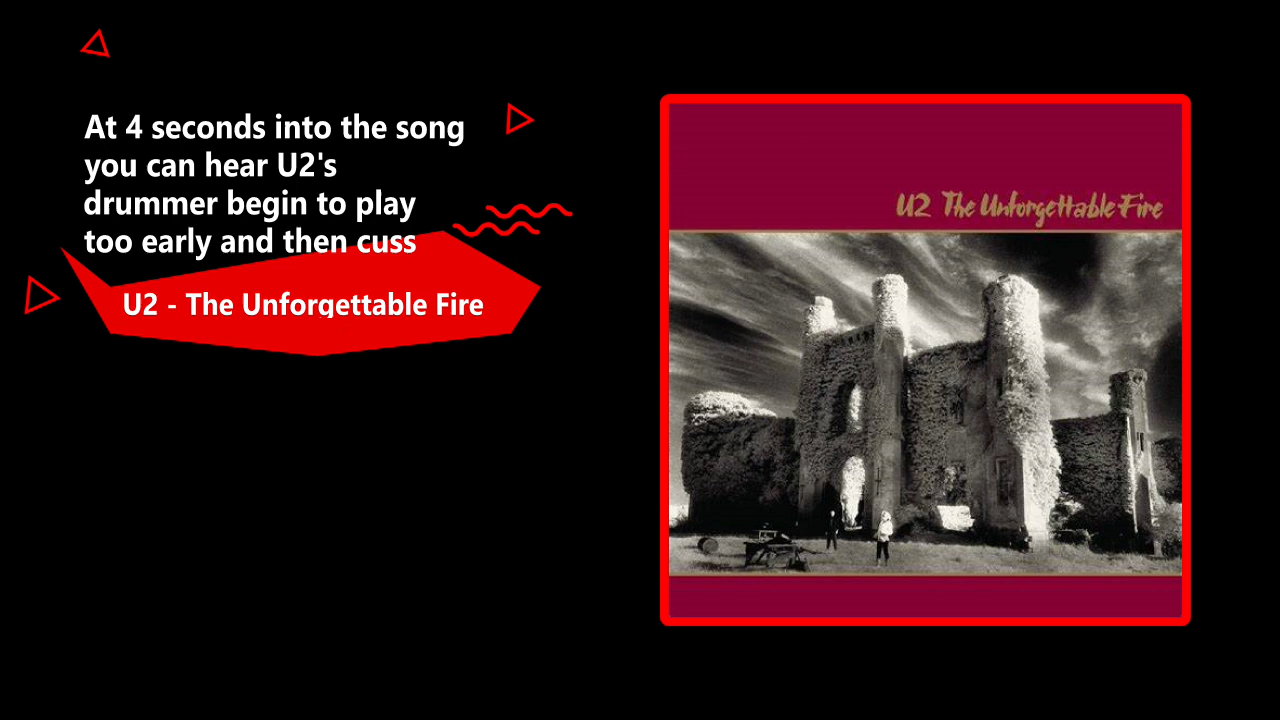 At 4 seconds into the song
you can hear U2's
drummer begin to play
too early and then cuss
U2 - The Unforgettable Fire
U2 The Unforgettable Fire